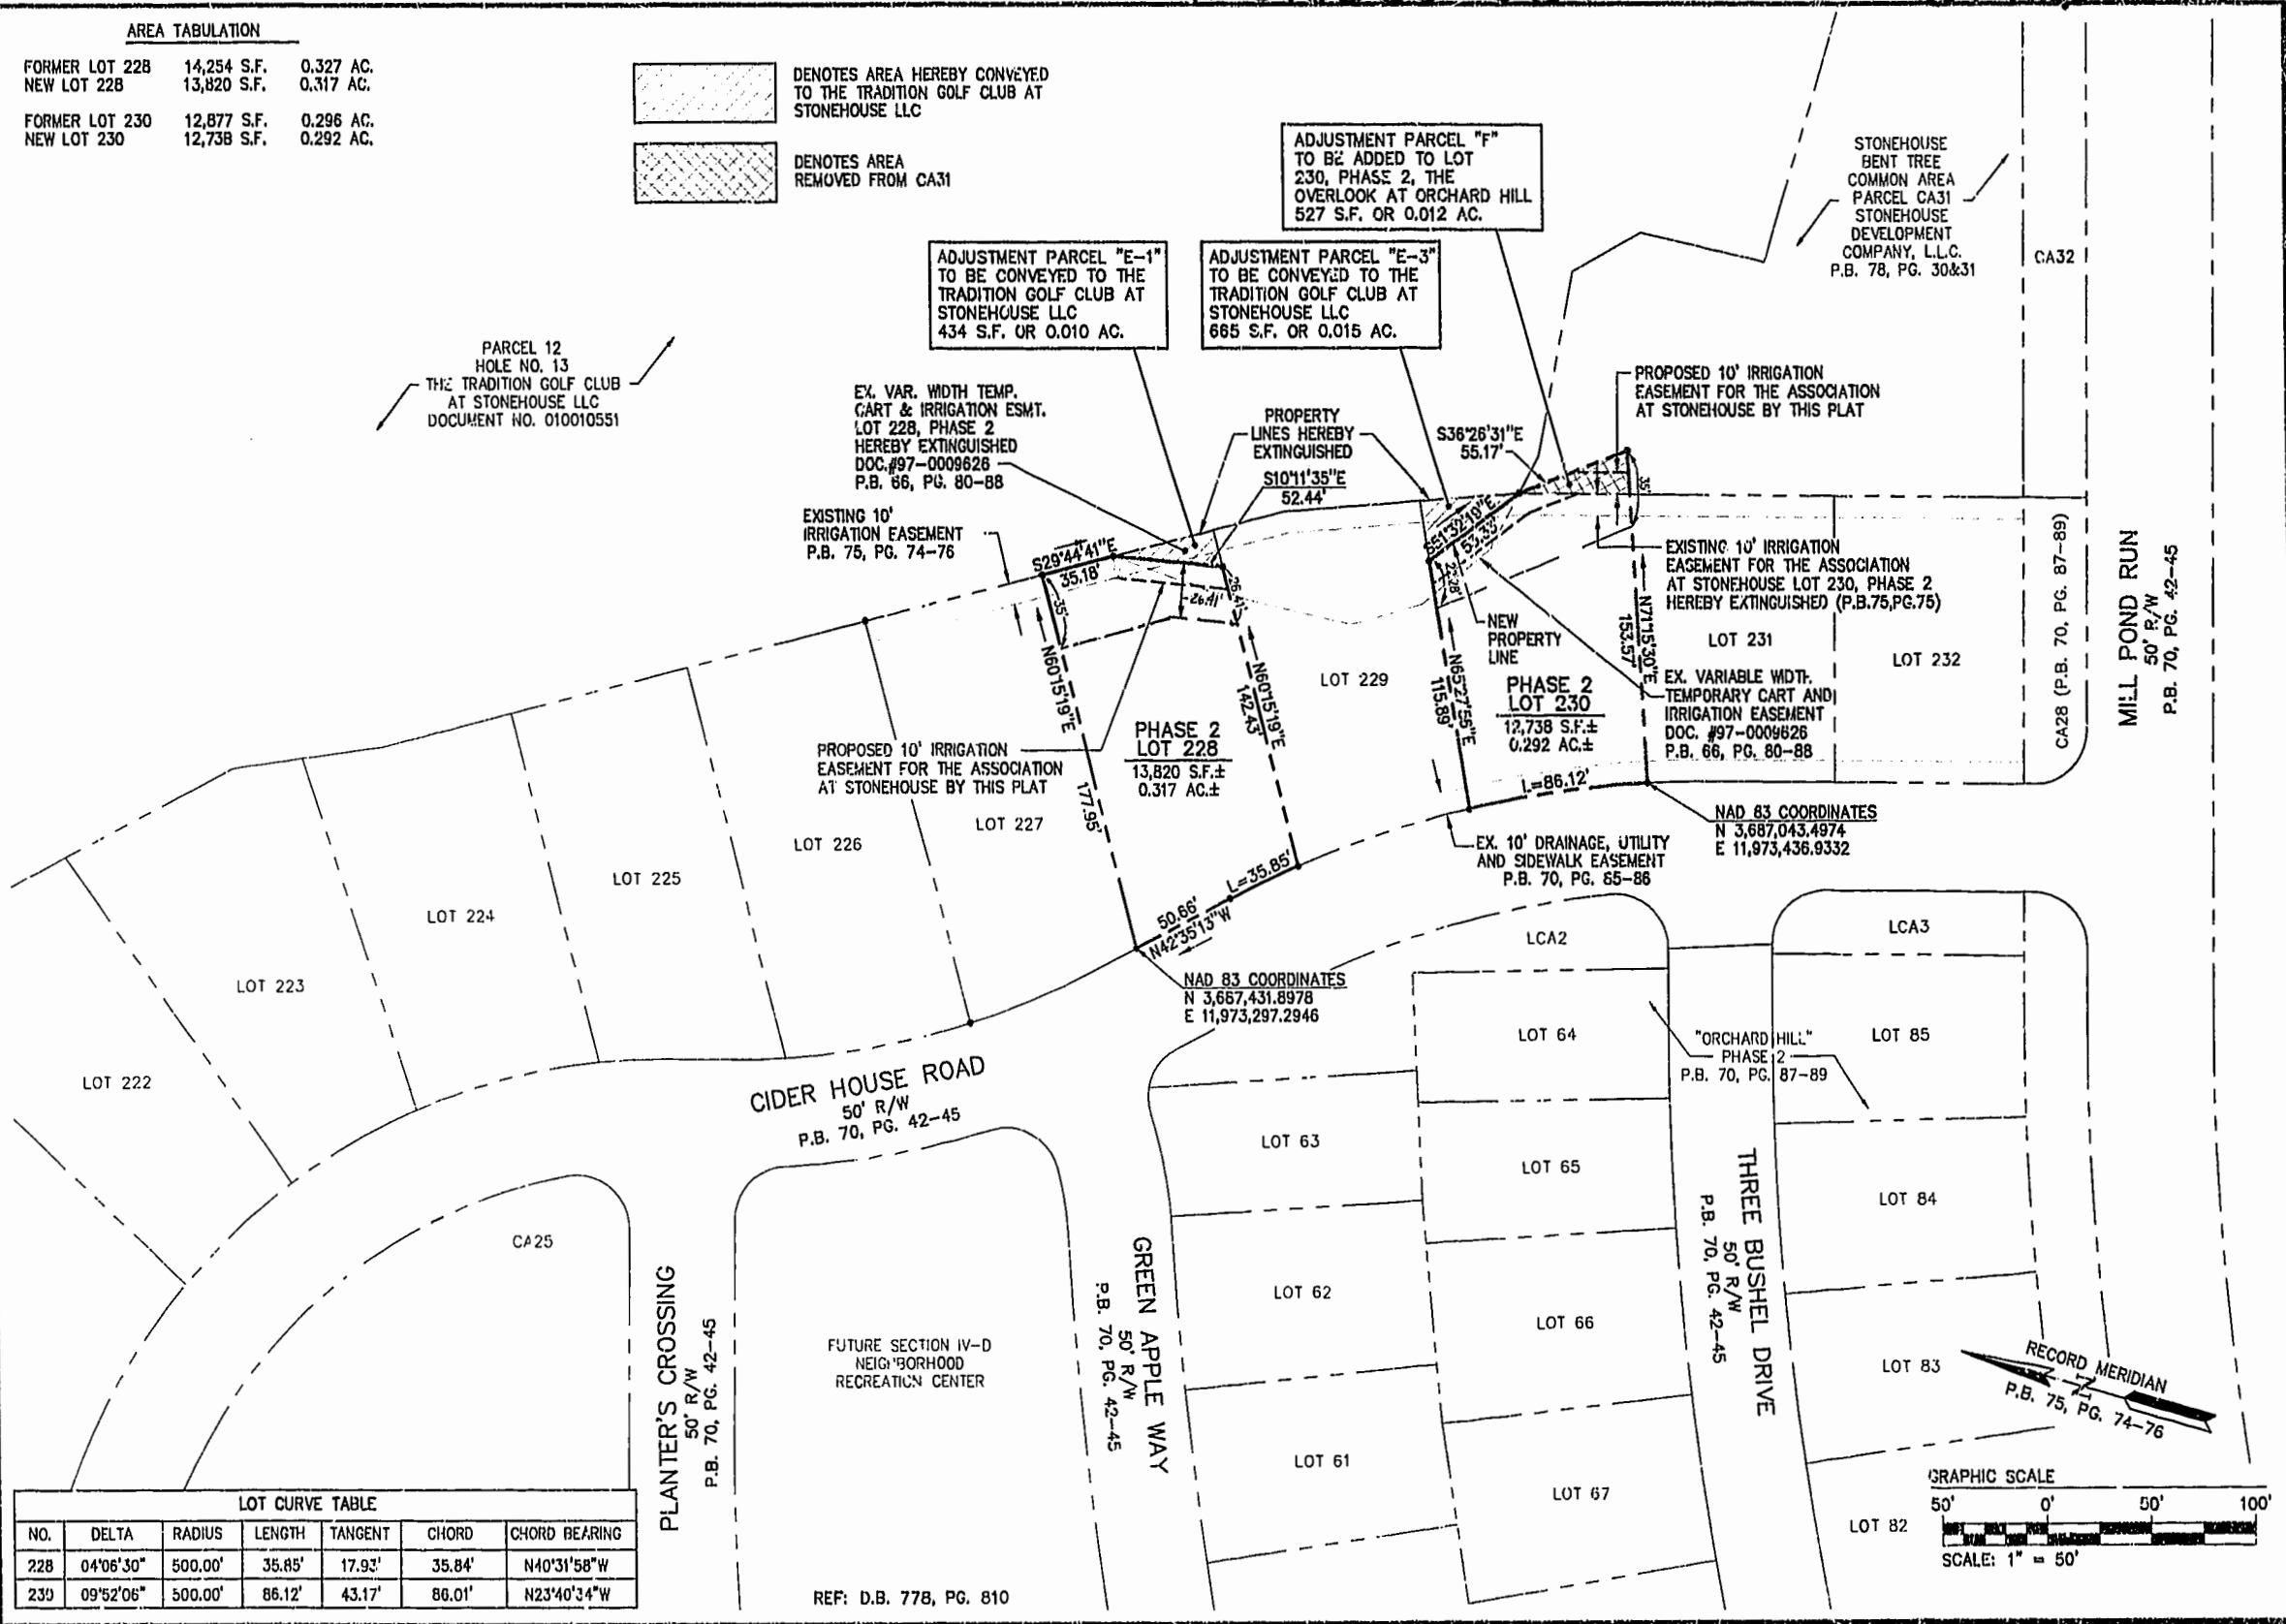 AREA TABULATION
FORMER LOT 228 14,254 S.F. 0.327 AC.
NEW LOT 228 13,820 S.F. 0.317 AC.
FORMER LOT 230 12,877 S.F. 0.296 AC.
NEW LOT 230 12,738 S.F. 0.292 AC.
DENOTES AREA HEREBY CONVEYED
TO THE TRADITION GOLF CLUB AT
STONEHOUSE LLC
DENOTES AREA
REMOVED FROM CA31
ADJUSTMENT PARCEL "F"
TO BE ADDED TO LOT
230, PHASE 2, THE
OVERLOOK AT ORCHARD HILL
527 S.F. OR 0.012 AC.
STONEHOUSE
BENT TREE
COMMON AREA
PARCEL CA31
STONEHOUSE
DEVELOPMENT
COMPANY, L.L.C.
P.B. 78, PG. 30&31
CA32
ADJUSTMENT PARCEL "E-1"
TO BE CONVEYED TO THE
TRADITION GOLF CLUB AT
STONEHOUSE LLC
434 S.F. OR 0.010 AC.
ADJUSTMENT PARCEL "E-3"
TO BE CONVEYED TO THE
TRADITION GOLF CLUB AT
STONEHOUSE LLC
665 S.F. OR 0.015 AC.
PARCEL 12
HOLE NO. 13
THE TRADITION GOLF CLUB
AT STONEHOUSE LLC
DOCUMENT NO. 010010551
EX. VAR. WIDTH TEMP.
CART & IRRIGATION ESMT.
LOT 228, PHASE 2
HEREBY EXTINGUISHED
DOC.#97-0009626
P.B. 66, PG. 80-88
PROPERTY
LINES HEREBY
EXTINGUISHED
S10°11'35"E
52.44'
S36°26'31"E
55.17'
PROPOSED 10' IRRIGATION
EASEMENT FOR THE ASSOCIATION
AT STONEHOUSE BY THIS PLAT
EXISTING 10'
IRRIGATION EASEMENT
P.B. 75, PG. 74-76
S29°44'41"E
35.18'
35'
26.41'
26.41'
S51°32'19"E
53.33'
35'
EXISTING 10' IRRIGATION
EASEMENT FOR THE ASSOCIATION
AT STONEHOUSE LOT 230, PHASE 2
HEREBY EXTINGUISHED (P.B.75,PG.75)
NEW
PROPERTY
LINE
N60°15'19"E
177.95'
N60°15'19"E
142.43'
N65°27'55"E
115.89'
N71°15'30"E
153.57'
LOT 229
LOT 231
LOT 232
CA28 (P.B. 70, PG. 87-89)
MILL POND RUN
50' R/W
P.B. 70, PG. 42-45
PHASE 2
LOT 228
13,820 S.F.±
0.317 AC.±
PHASE 2
LOT 230
12,738 S.F.±
0.292 AC.±
EX. VARIABLE WIDTH
TEMPORARY CART AND
IRRIGATION EASEMENT
DOC. #97-0009626
P.B. 66, PG. 80-88
PROPOSED 10' IRRIGATION
EASEMENT FOR THE ASSOCIATION
AT STONEHOUSE BY THIS PLAT
L=86.12'
NAD 83 COORDINATES
N 3,687,043.4974
E 11,973,436.9332
EX. 10' DRAINAGE, UTILITY
AND SIDEWALK EASEMENT
P.B. 70, PG. 85-86
LOT 227
LOT 226
LOT 225
LOT 224
LOT 223
LOT 222
L=35.85'
50.66'
N42°35'13"W
NAD 83 COORDINATES
N 3,687,431.8978
E 11,973,297.2946
LCA2
LCA3
LOT 64
"ORCHARD HILL"
PHASE 2
P.B. 70, PG. 87-89
LOT 85
CIDER HOUSE ROAD
50' R/W
P.B. 70, PG. 42-45
LOT 63
LOT 65
LOT 84
CA25
LOT 62
LOT 66
LOT 83
PLANTER'S CROSSING
50' R/W
P.B. 70, PG. 42-45
FUTURE SECTION IV-D
NEIGHBORHOOD
RECREATION CENTER
GREEN APPLE WAY
50' R/W
P.B. 70, PG. 42-45
THREE BUSHEL DRIVE
50' R/W
P.B. 70, PG. 42-45
RECORD MERIDIAN
N
P.B. 75, PG. 74-76
LOT 61
LOT 67
LOT 82
GRAPHIC SCALE
50' 0' 50' 100'
SCALE: 1" = 50'
LOT CURVE TABLE
NO. DELTA RADIUS LENGTH TANGENT CHORD CHORD BEARING
228 04°06'30" 500.00' 35.85' 17.93' 35.84' N40°31'58"W
230 09°52'06" 500.00' 86.12' 43.17' 86.01' N23°40'34"W
REF: D.B. 778, PG. 810